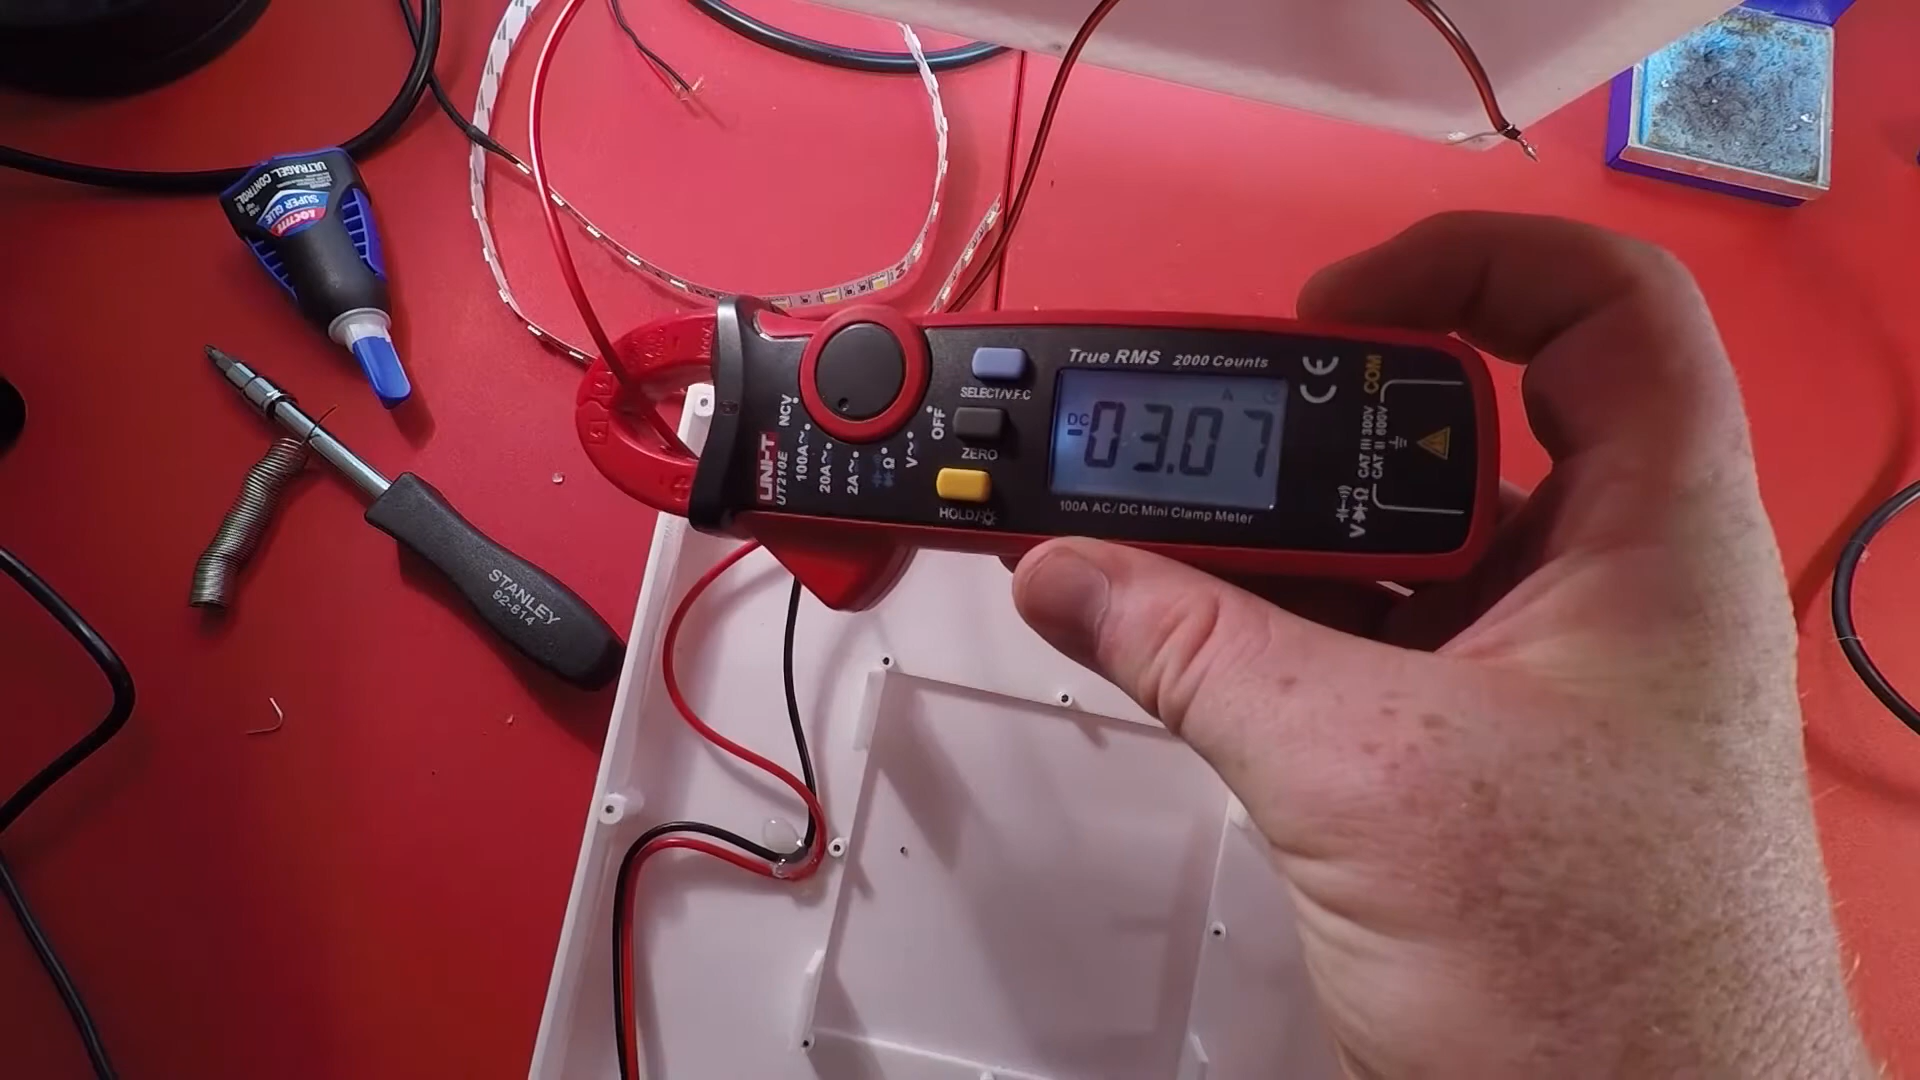 LOCTITE
SUPER GLUE
ULTRAGEL CONTROL
STANLEY
92-814
UNI-T
UT210E
NCV
100A~
20A~
2A~
Ω
V~
OFF
SELECT/V.F.C
ZERO
HOLD/
True RMS 2000 Counts
DC A
-03.07
100A AC/DC Mini Clamp Meter
CE
COM
CAT III 300V
CAT II 600V
VΩ